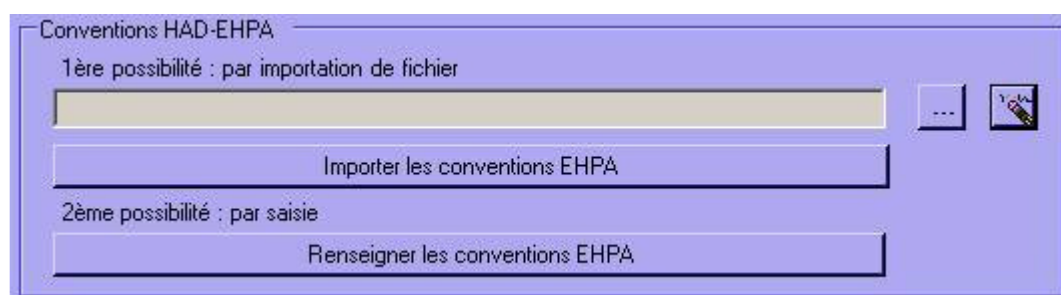 Conventions HAD-EHPA
1ère possibilité : par importation de fichier
...
Importer les conventions EHPA
2ème possibilité : par saisie
Renseigner les conventions EHPA